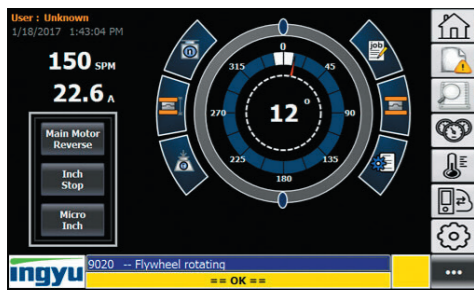 User : Unknown
1/18/2017 1:43:04 PM
150 SPM
22.6 A
Main Motor
Reverse
Inch
Stop
Micro
Inch
n
job
0
45
90
135
180
225
270
315
12 °
ingyu
9020 -- Flywheel rotating
== OK ==